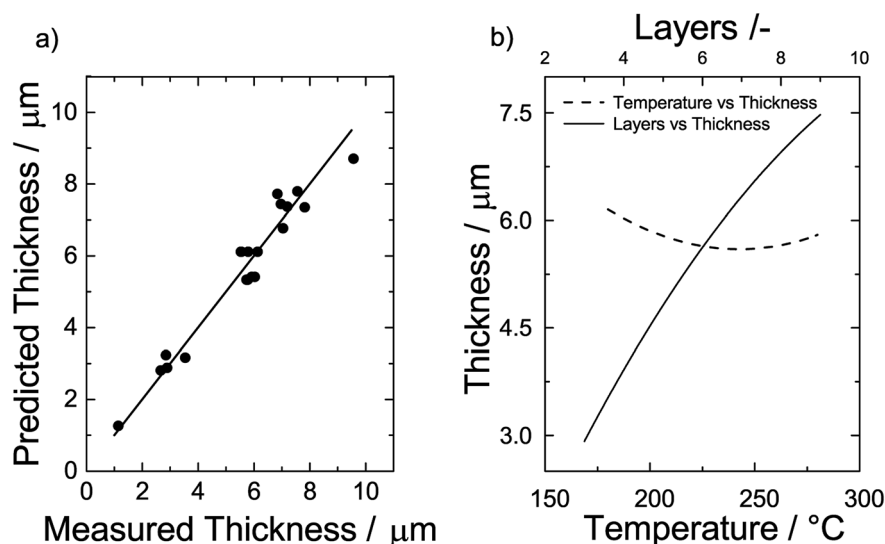 a)
Predicted Thickness / μm
10
8
6
4
2
0
0 2 4 6 8 10
Measured Thickness / μm
b)
Layers /-
2 4 6 8 10
Temperature vs Thickness
Layers vs Thickness
Thickness / μm
7.5
6.0
4.5
3.0
150 200 250 300
Temperature / °C